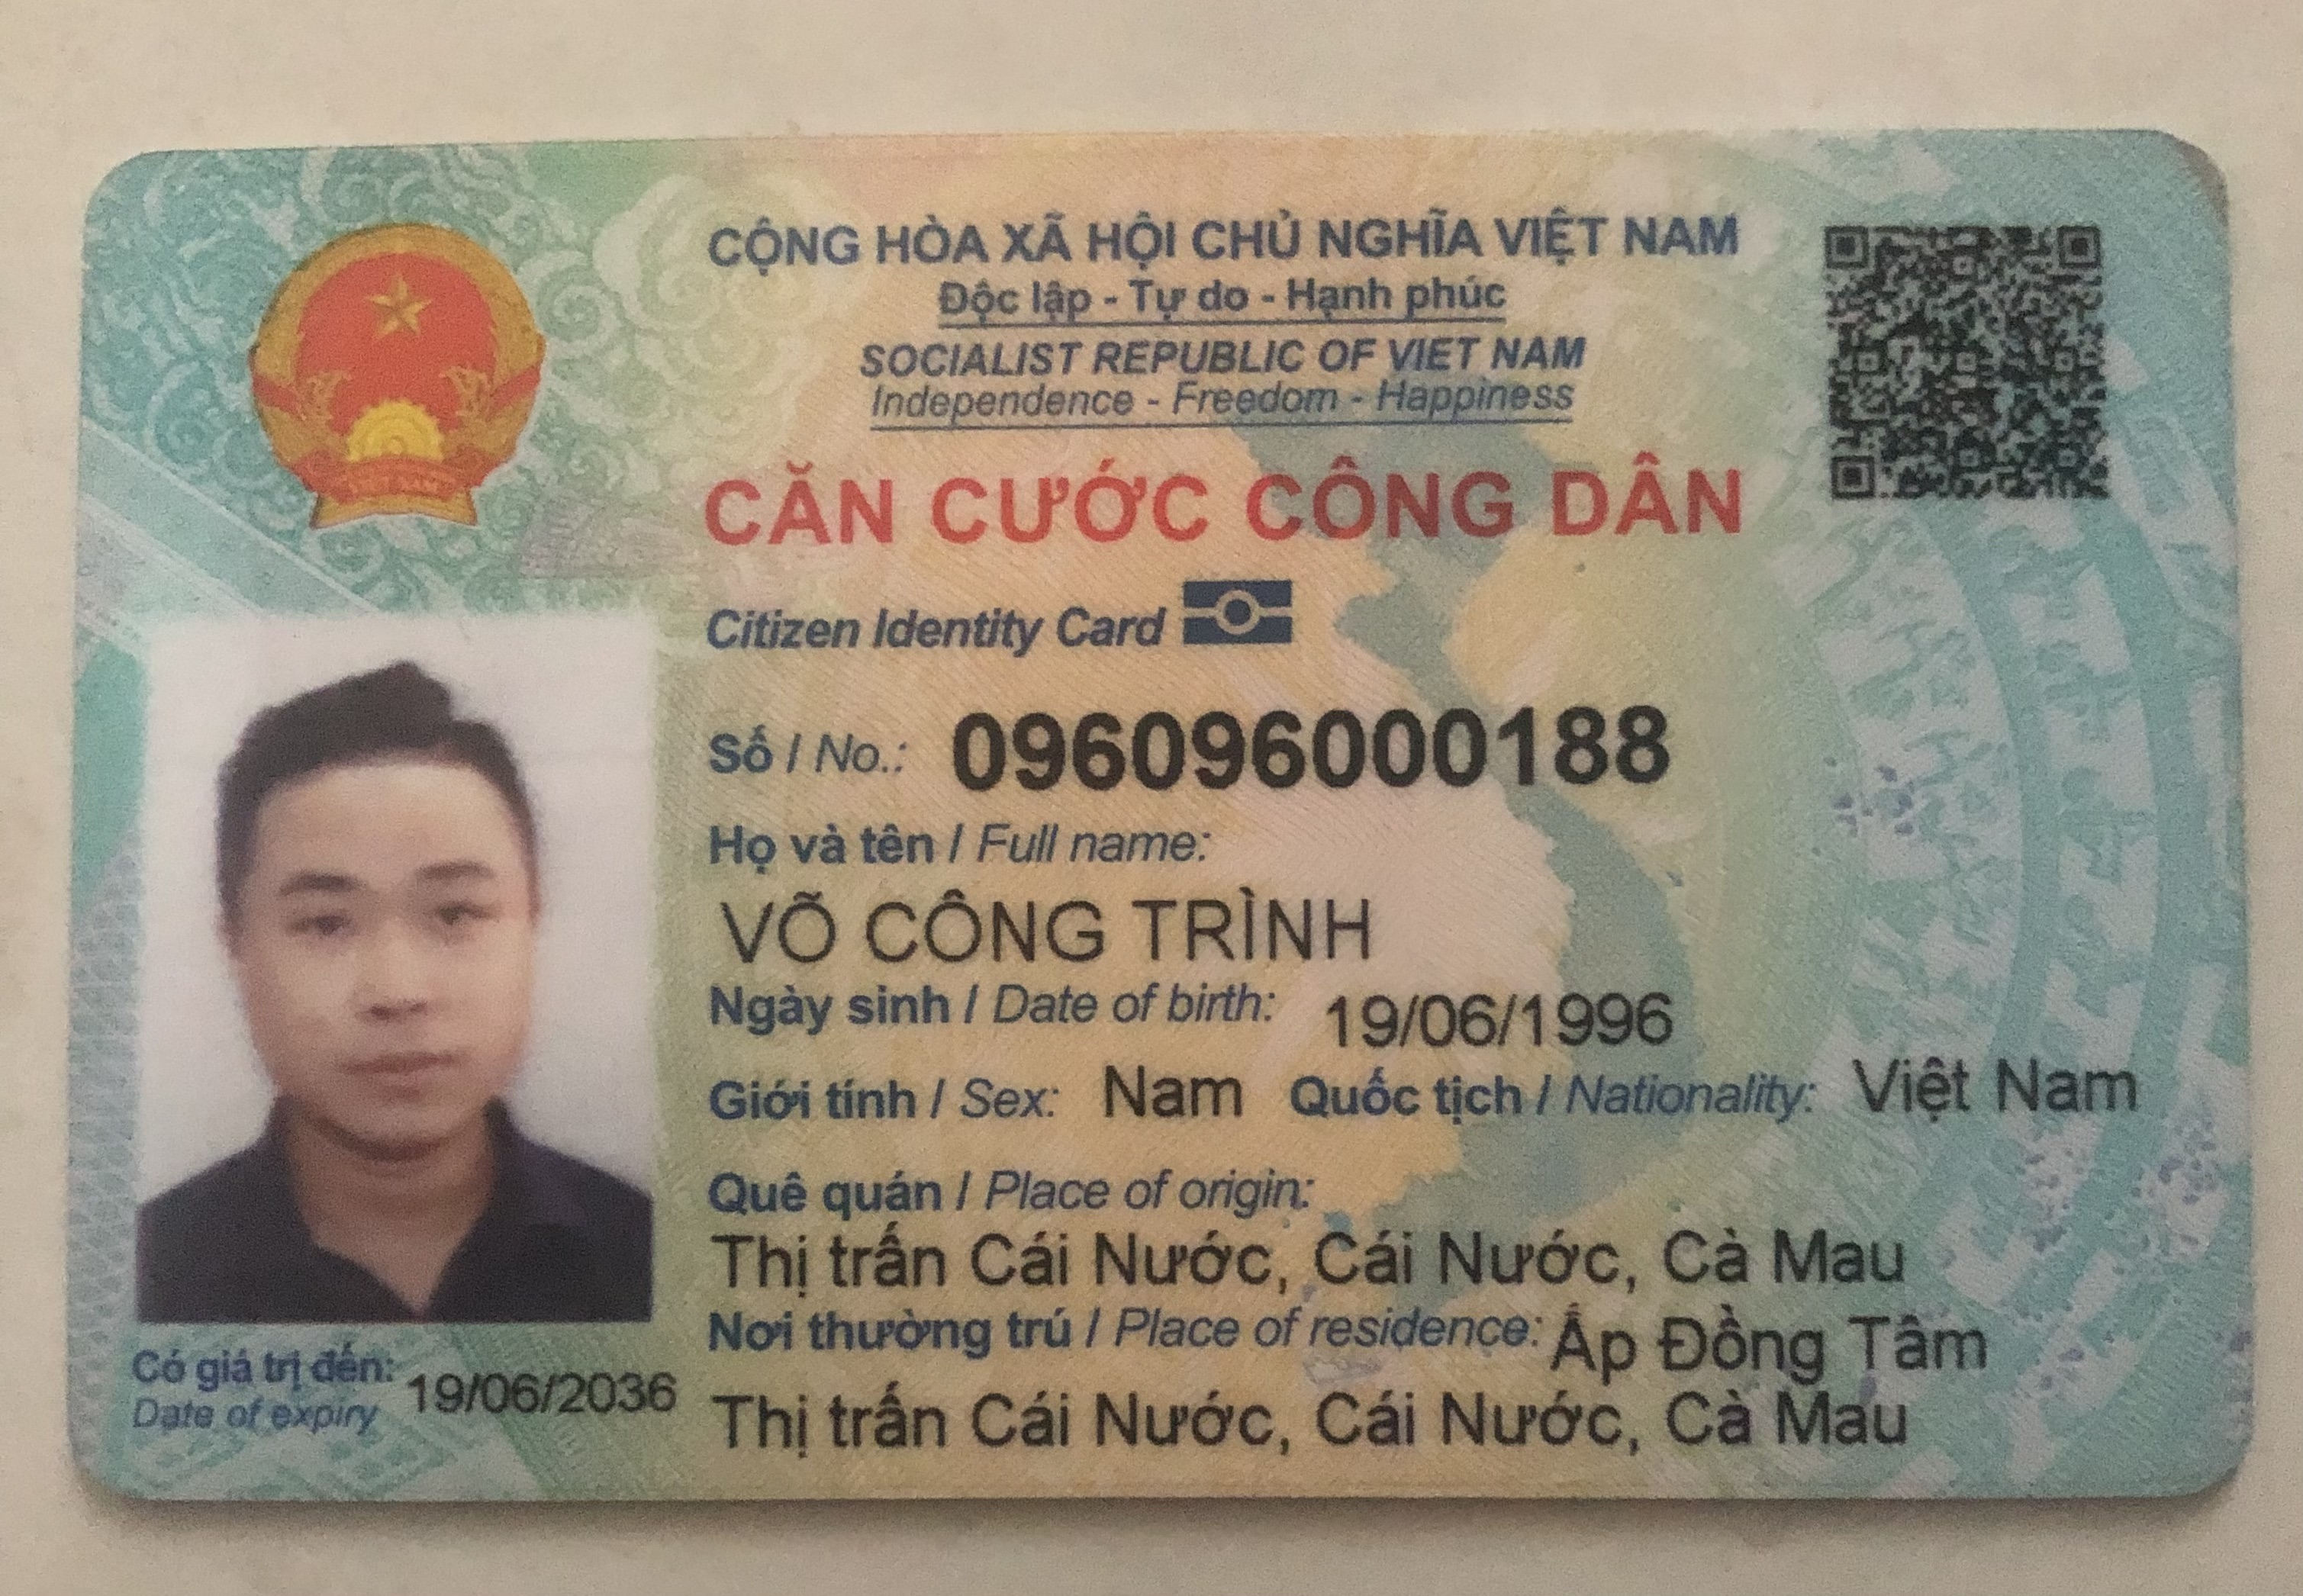 CỘNG HÒA XÃ HỘI CHỦ NGHĨA VIỆT NAM
Độc lập - Tự do - Hạnh phúc
SOCIALIST REPUBLIC OF VIET NAM
Independence - Freedom - Happiness
CĂN CƯỚC CÔNG DÂN
Citizen Identity Card
Số / No.: 096096000188
Họ và tên / Full name:
VÕ CÔNG TRÌNH
Ngày sinh / Date of birth: 19/06/1996
Giới tính / Sex: Nam Quốc tịch / Nationality: Việt Nam
Quê quán / Place of origin:
Thị trấn Cái Nước, Cái Nước, Cà Mau
Nơi thường trú / Place of residence: Ấp Đồng Tâm
Thị trấn Cái Nước, Cái Nước, Cà Mau
Có giá trị đến: 19/06/2036
Date of expiry
VIỆT NAM